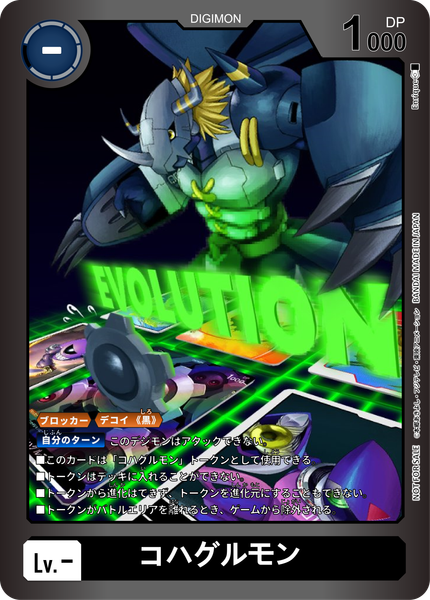 DIGIMON
-
DP
1000
EVOLUTION
ブロッカー デコイ《黒》
自分のターン このデジモンはアタックできない。
■このカードは「コハグルモン」トークンとして使用できる
■トークンはデッキに入れることができない。
■トークンから進化はできず、トークンを進化元にすることもできない
■トークンがバトルエリアを離れるとき、ゲームから除外される
Lv.-
コハグルモン
NOT FOR SALE
BANDAI MADE IN JAPAN